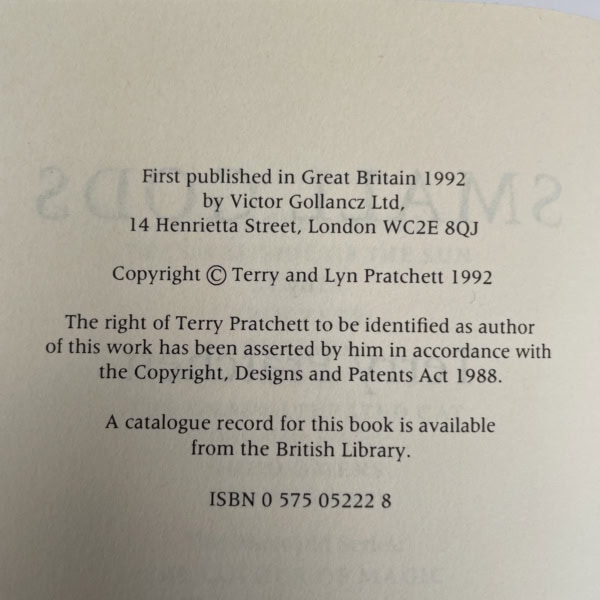 First published in Great Britain 1992
by Victor Gollancz Ltd,
14 Henrietta Street, London WC2E 8QJ
Copyright © Terry and Lyn Pratchett 1992
The right of Terry Pratchett to be identified as author
of this work has been asserted by him in accordance with
the Copyright, Designs and Patents Act 1988.
A catalogue record for this book is available
from the British Library.
ISBN 0 575 05222 8